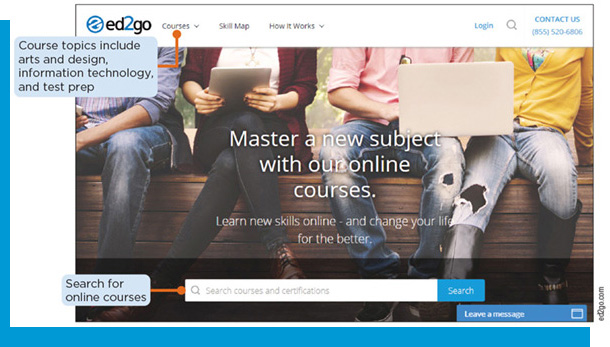 ed2go
Courses
Skill Map
How It Works
Login
CONTACT US
(855) 520-6806
Course topics include
arts and design,
information technology,
and test prep
Master a new subject
with our online
courses.
Learn new skills online - and change your life
for the better.
Search for
online courses
Search courses and certifications
Search
Leave a message
ed2go.com